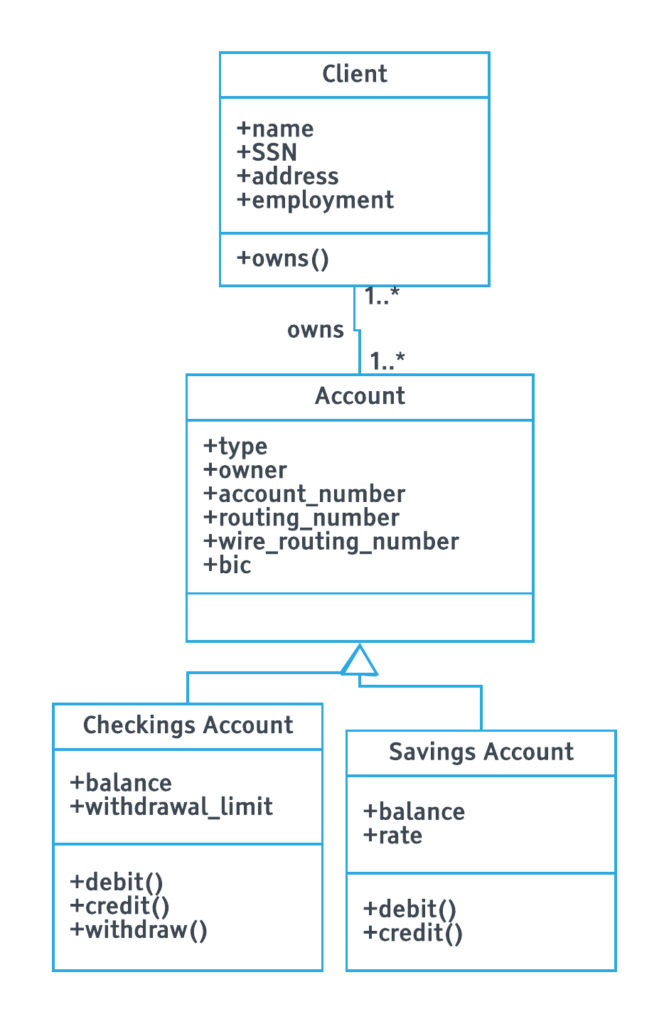 Client
+name
+SSN
+address
+employment
+owns()
1..*
owns
1..*
Account
+type
+owner
+account_number
+routing_number
+wire_routing_number
+bic
Checkings Account
+balance
+withdrawal_limit
+debit()
+credit()
+withdraw()
Savings Account
+balance
+rate
+debit()
+credit()